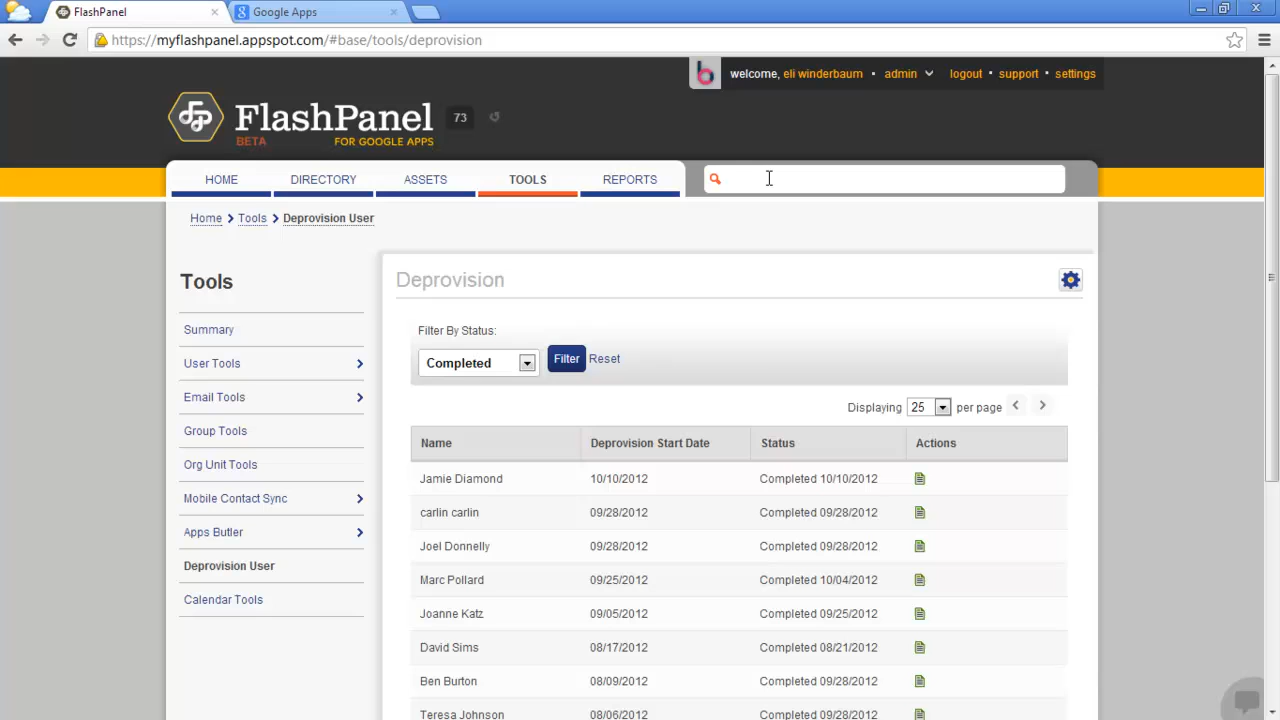 FlashPanel
Google Apps
https://myflashpanel.appspot.com/#base/tools/deprovision
welcome, eli winderbaum • admin
logout • support • settings
FlashPanel
BETA
FOR GOOGLE APPS
73
HOME DIRECTORY ASSETS TOOLS REPORTS
Home > Tools > Deprovision User
Tools
Summary
User Tools
Email Tools
Group Tools
Org Unit Tools
Mobile Contact Sync
Apps Butler
Deprovision User
Calendar Tools
Deprovision
Filter By Status:
Completed Filter Reset
Displaying 25 per page
Name Deprovision Start Date Status Actions
Jamie Diamond 10/10/2012 Completed 10/10/2012
carlin carlin 09/28/2012 Completed 09/28/2012
Joel Donnelly 09/28/2012 Completed 09/28/2012
Marc Pollard 09/25/2012 Completed 10/04/2012
Joanne Katz 09/05/2012 Completed 09/25/2012
David Sims 08/17/2012 Completed 08/21/2012
Ben Burton 08/09/2012 Completed 09/28/2012
Teresa Johnson 08/06/2012 Completed 09/28/2012